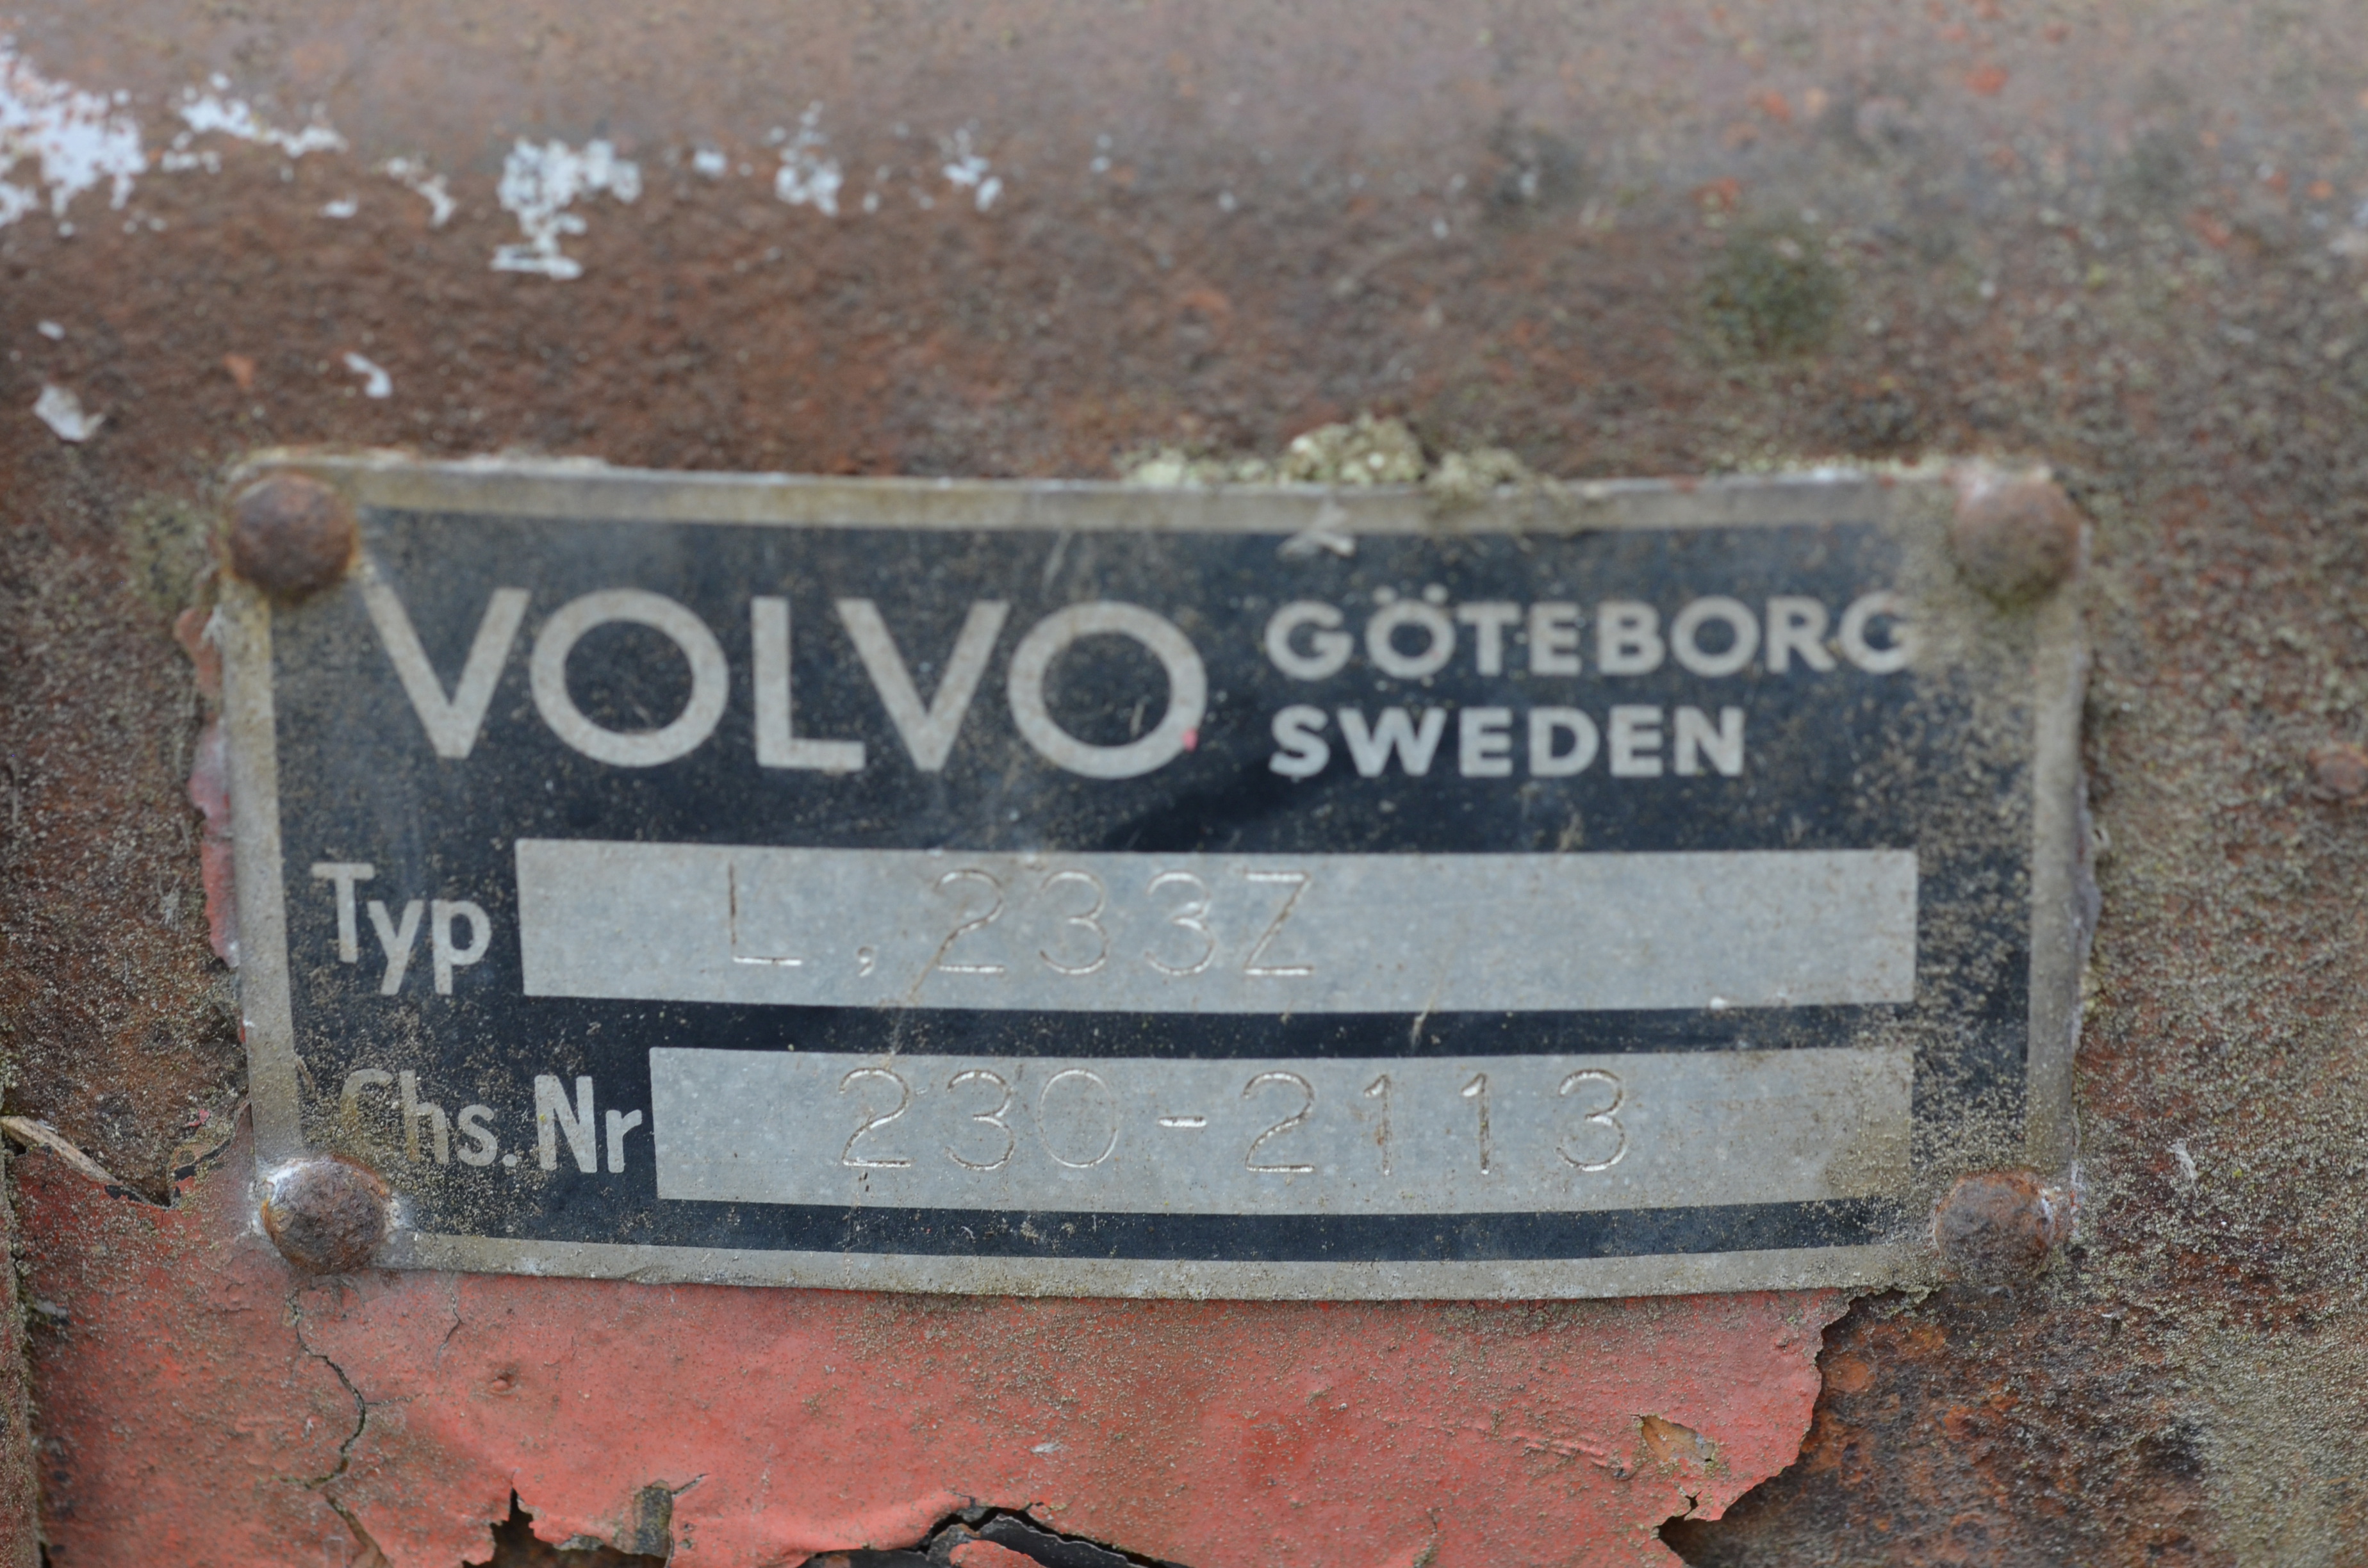 VOLVO GÖTEBORG
SWEDEN
Typ L,233Z
Chs. Nr 230-2113